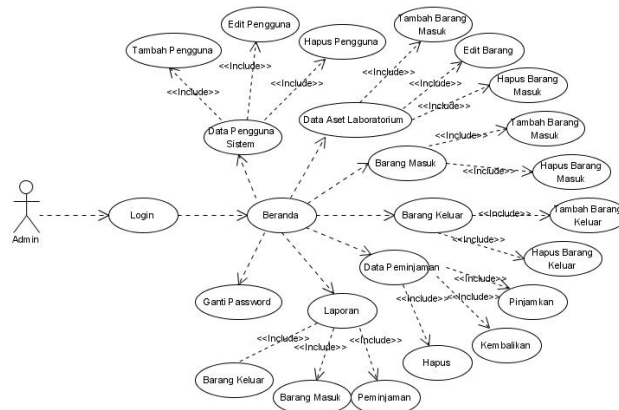 Edit Pengguna
Tambah Pengguna
Hapus Pengguna
<<Include>>
<<Include>>
<<Include>>
Data Pengguna
Sistem
Tambah Barang
Masuk
Edit Barang
Hapus Barang
Masuk
<<Include>>
<<Include>>
<<Include>>
Data Aset Laboratorium
Tambah Barang
Masuk
<<Include>>
Barang Masuk
<<Include>>
Hapus Barang
Masuk
Admin
Login
Beranda
Barang Keluar
<<Include>>
Tambah Barang
Keluar
<<Include>>
Hapus Barang
Keluar
Data Peminjaman
<<Include>>
Pinjamkan
<<Include>>
Kembalikan
<<Include>>
Hapus
Ganti Password
Laporan
<<Include>>
<<Include>>
<<Include>>
Barang Keluar
Barang Masuk
Peminjaman